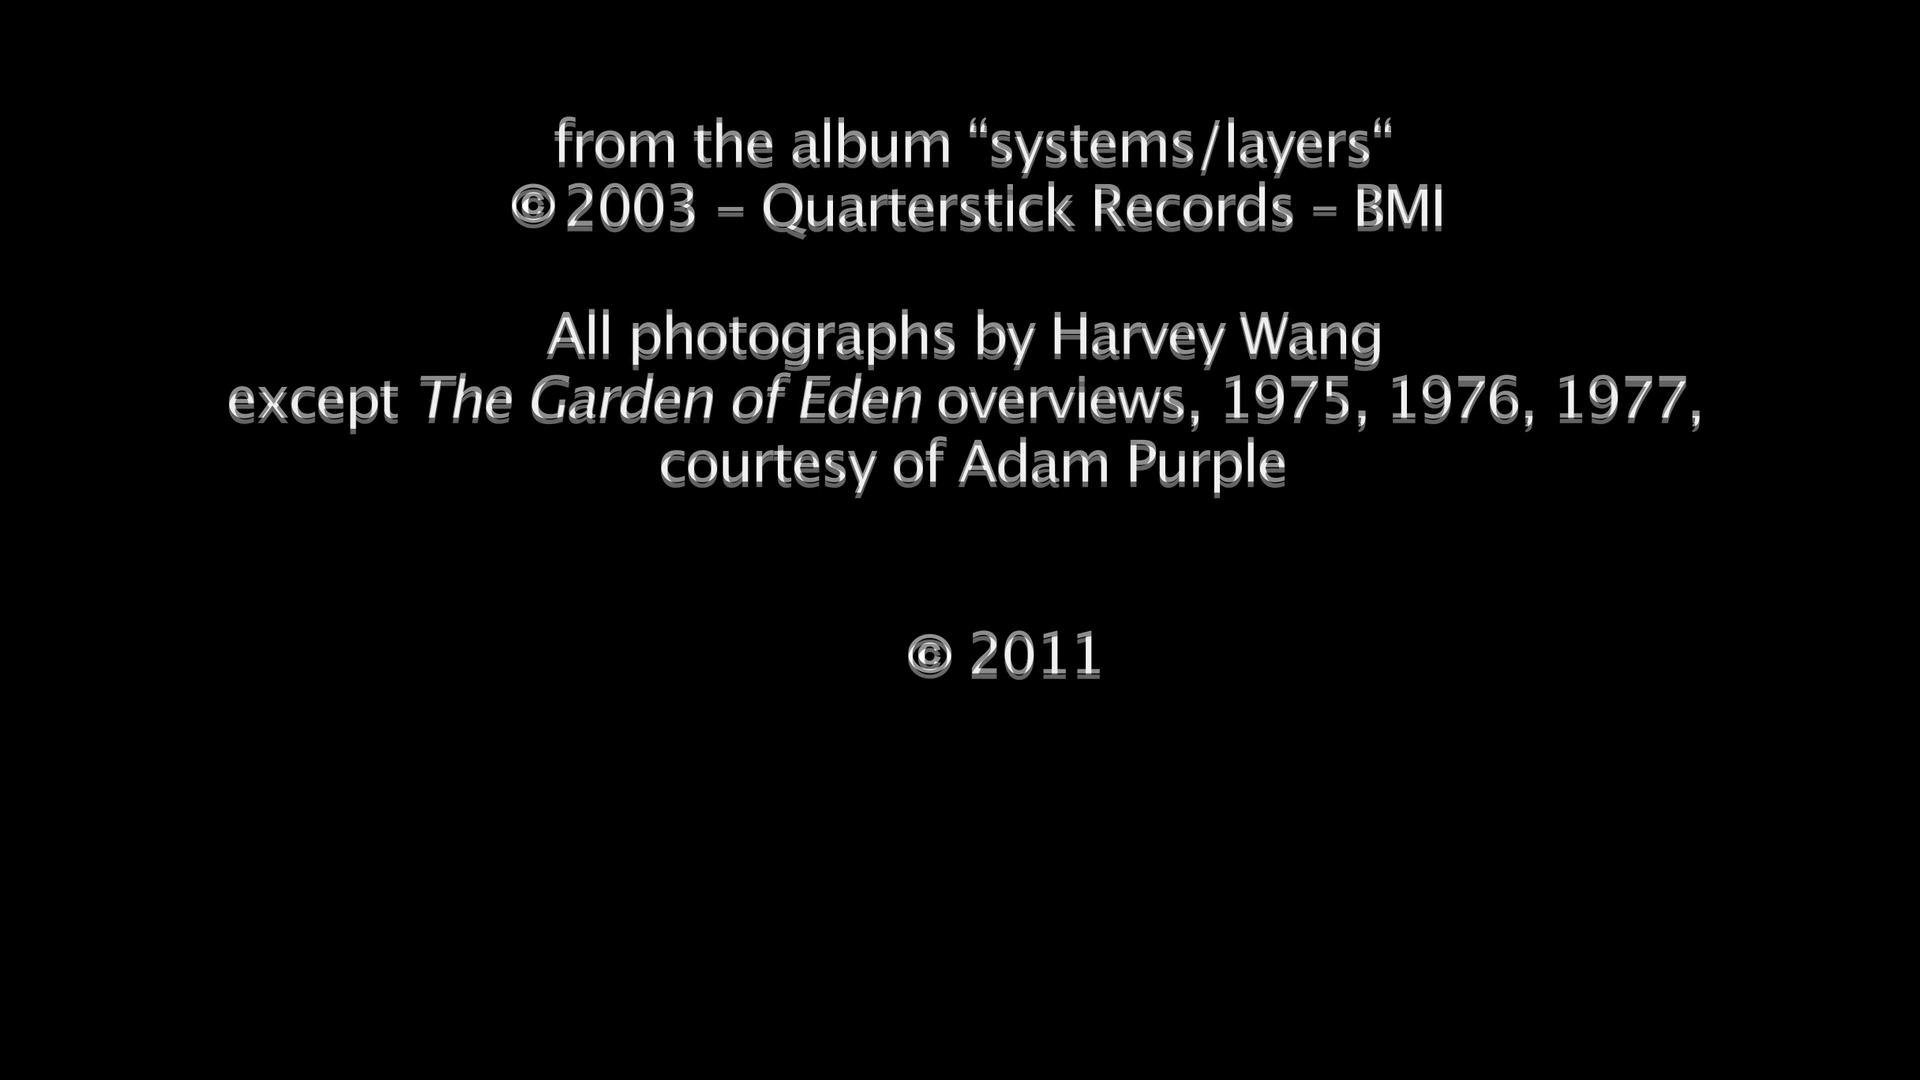 from the album “systems/layers“
© 2003 – Quarterstick Records – BMI
All photographs by Harvey Wang
except The Garden of Eden overviews, 1975, 1976, 1977,
courtesy of Adam Purple
© 2011